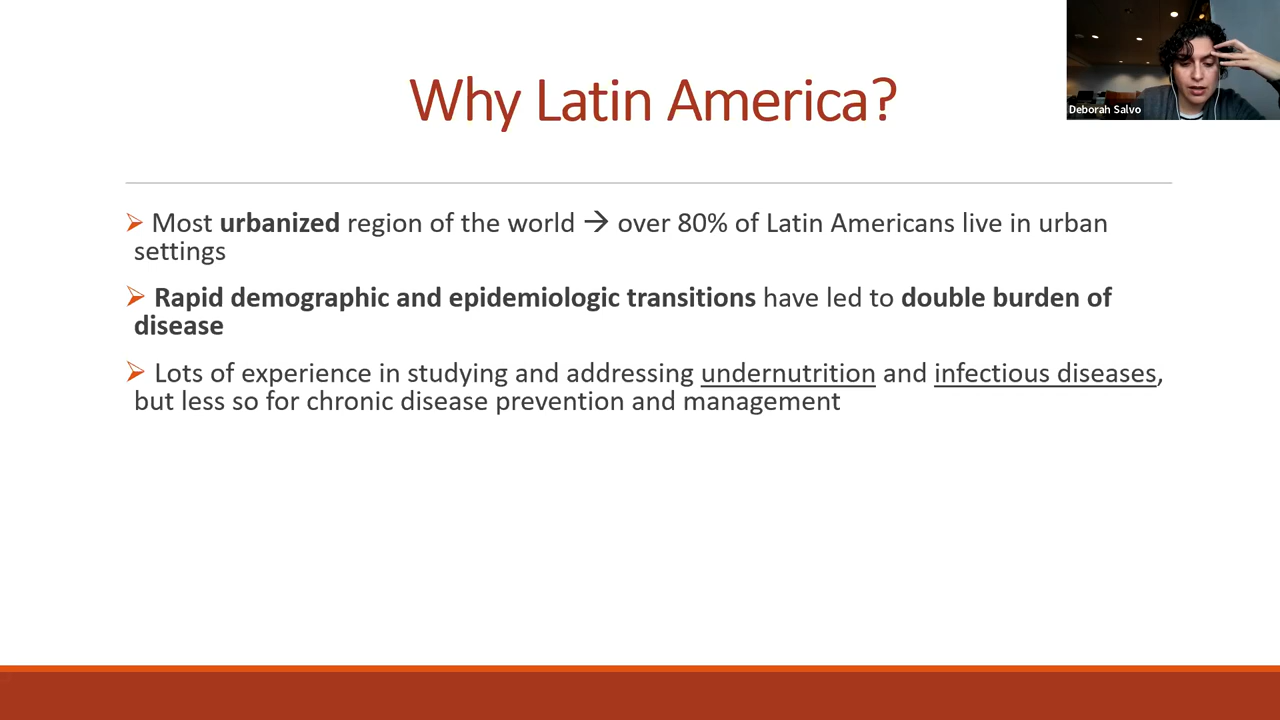 Why Latin America?
Deborah Salvo
➢ Most urbanized region of the world → over 80% of Latin Americans live in urban
settings
➢ Rapid demographic and epidemiologic transitions have led to double burden of
disease
➢ Lots of experience in studying and addressing undernutrition and infectious diseases,
but less so for chronic disease prevention and management